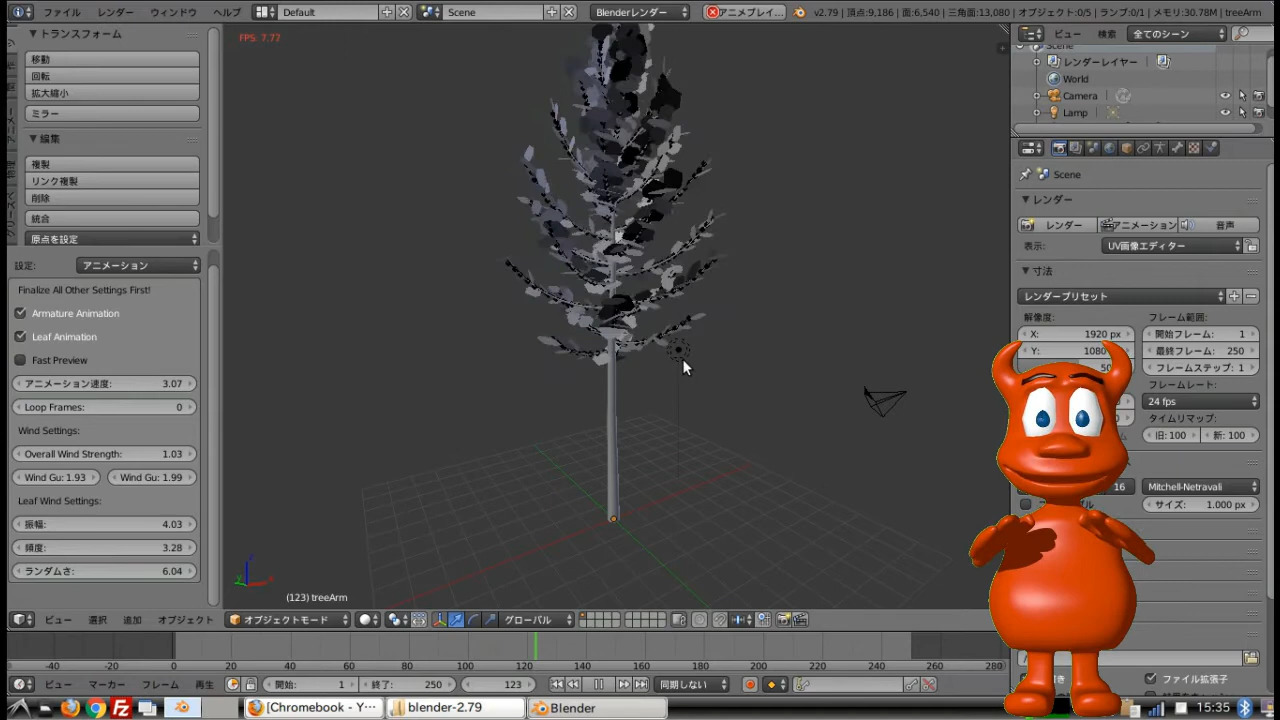 ファイル レンダー ウィンドウ ヘルプ Default Scene Blenderレンダー アニメプレイ... v2.79 | 頂点:9,186 | 面:6,540 | 三角面:13,080 | オブジェクト:0/5 | ランプ:0/1 | メモリ:30.78M | treeArm
トランスフォーム
移動
回転
拡大縮小
ミラー
編集
複製
リンク複製
削除
統合
原点を設定
設定: アニメーション
Finalize All Other Settings First!
Armature Animation
Leaf Animation
Fast Preview
アニメーション速度: 3.07
Loop Frames: 0
Wind Settings:
Overall Wind Strength: 1.03
Wind Gu: 1.93 Wind Gu: 1.99
Leaf Wind Settings:
振幅: 4.03
頻度: 3.28
ランダムさ: 6.04
FPS: 7.77
(123) treeArm
ビュー 検索 全てのシーン
Scene
レンダーレイヤー
World
Camera
Lamp
Scene
レンダー
レンダー アニメーション 音声
表示: UV画像エディター
寸法
レンダープリセット
解像度: フレーム範囲:
X: 1920 px 開始フレーム: 1
Y: 1080 最終フレーム: 250
50 フレームステップ: 1
フレームレート:
24 fps
タイムリマップ:
旧: 100 新: 100
16 Mitchell-Netravali
サイズ: 1.000 px
ファイル拡張子
ビュー 選択 追加 オブジェクト オブジェクトモード グローバル
-40 -20 0 20 40 60 80 100 120 140 160 180 200 220 240 260 280
ビュー マーカー フレーム 再生 開始: 1 終了: 250 123 同期しない
[Chromebook - Y… blender-2.79 Blender 15:35